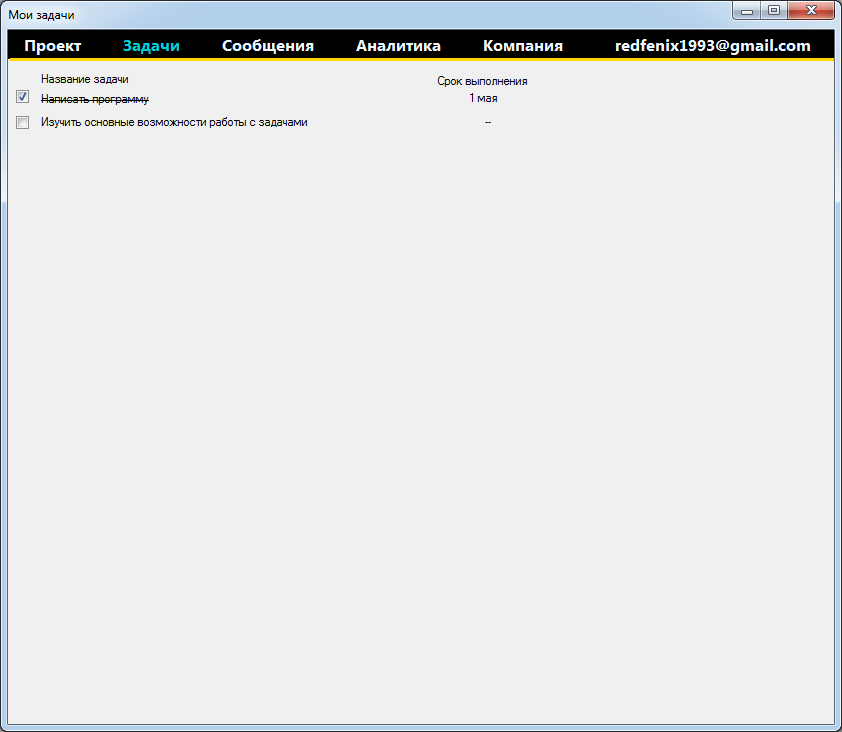 Мои задачи
Проект Задачи Сообщения Аналитика Компания redfenix1993@gmail.com
Название задачи Срок выполнения
Написать программу 1 мая
Изучить основные возможности работы с задачами --